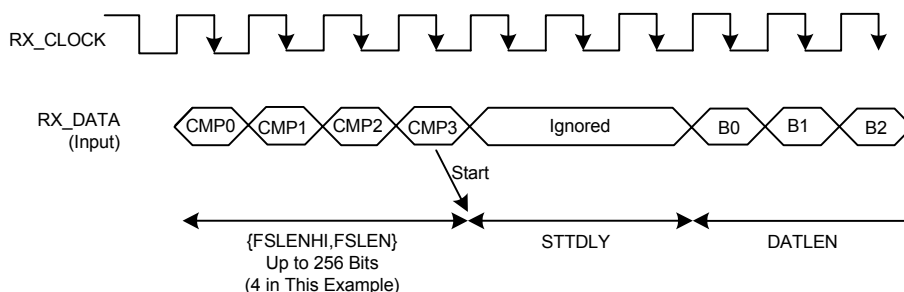 RX_CLOCK
RX_DATA
(Input)
CMP0 CMP1 CMP2 CMP3 Ignored B0 B1 B2
Start
{FSLENHI,FSLEN} STTDLY DATLEN
Up to 256 Bits
(4 in This Example)